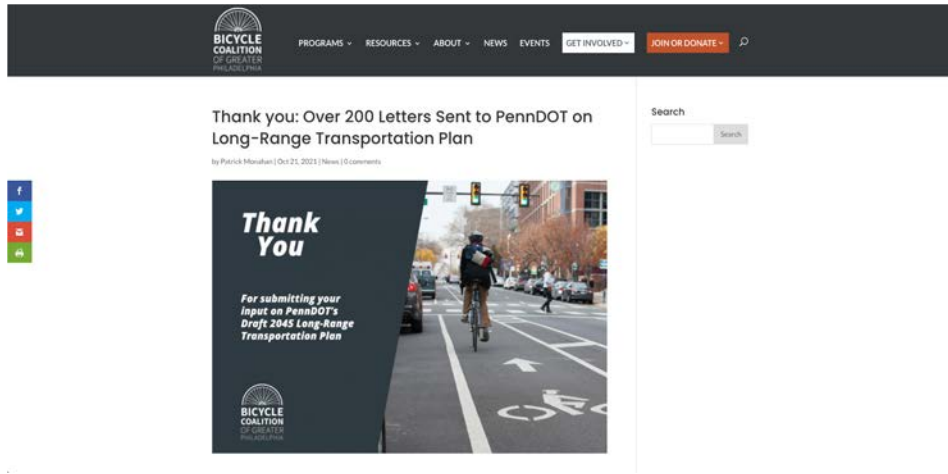 BICYCLE
COALITION
OF GREATER
PHILADELPHIA
PROGRAMS RESOURCES ABOUT NEWS EVENTS GET INVOLVED JOIN OR DONATE
Thank you: Over 200 Letters Sent to PennDOT on
Long-Range Transportation Plan
by Patrick Monahan | Oct 21, 2021 | News | 0 comments
Search
Search
f
Thank
You
For submitting your
input on PennDOT's
Draft 2045 Long-Range
Transportation Plan
BICYCLE
COALITION
OF GREATER
PHILADELPHIA